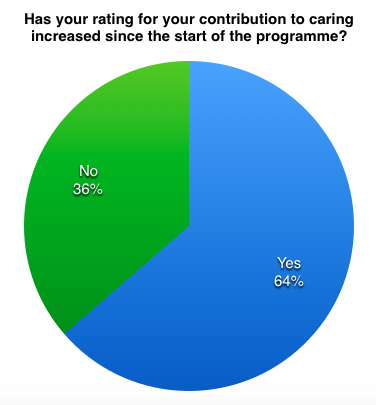 Has your rating for your contribution to caring
increased since the start of the programme?
No
36%
Yes
64%